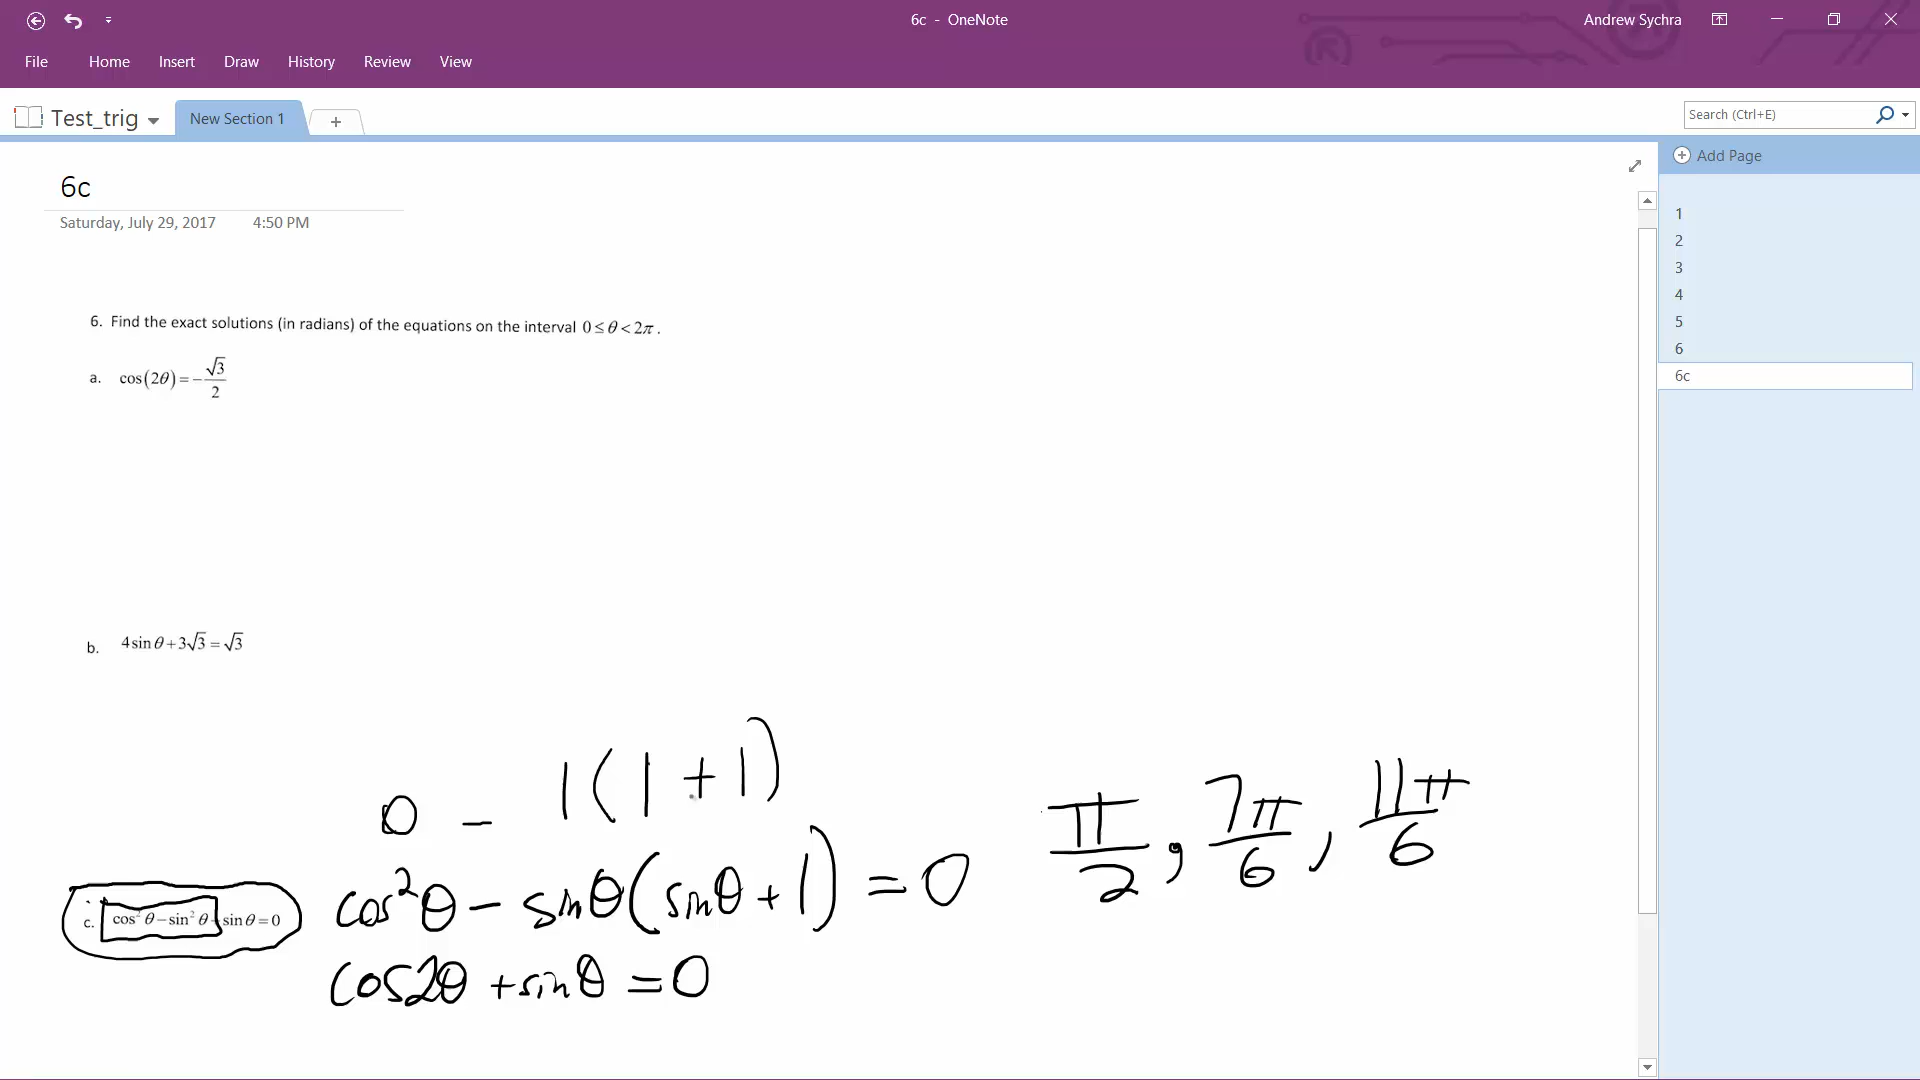 6c - OneNote
Andrew Sychra
File Home Insert Draw History Review View
Test_trig
New Section 1
+
Search (Ctrl+E)
Add Page
1
2
3
4
5
6
6c
6c
Saturday, July 29, 2017 4:50 PM
6. Find the exact solutions (in radians) of the equations on the interval 0 ≤ θ < 2π .
a. cos(2θ) = −√3/2
b. 4 sin θ + 3√3 = √3
0 − 1(1 + 1)
π/2, 7π/6, 11π/6
cos²θ − sinθ(sinθ + 1) = 0
c. cos² θ − sin² θ sin θ = 0
cos2θ + sinθ = 0